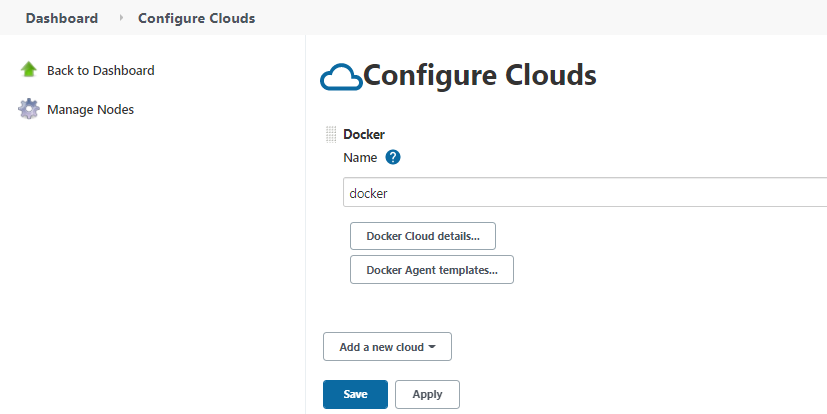 Dashboard › Configure Clouds
Back to Dashboard
Manage Nodes
Configure Clouds
Docker
Name ?
docker
Docker Cloud details...
Docker Agent templates...
Add a new cloud
Save Apply